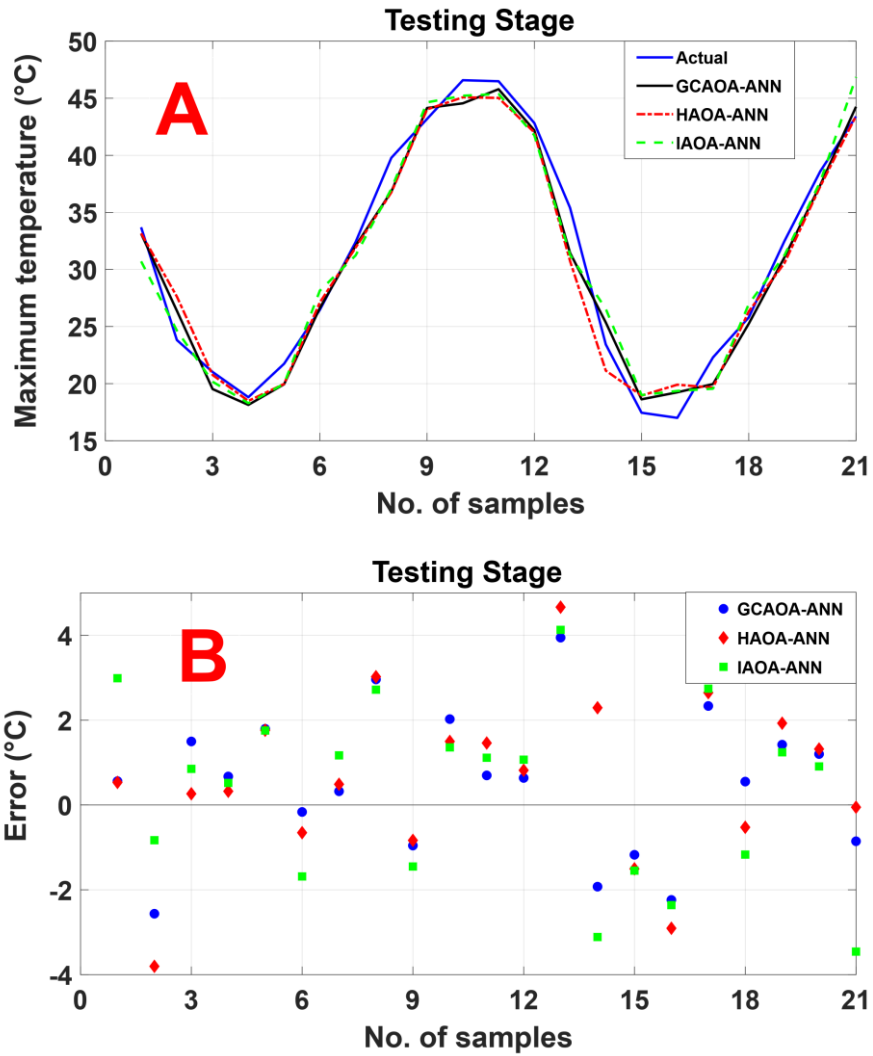 Testing Stage
50
45
40
35
30
25
20
15
Maximum temperature (°C)
A
Actual
GCAOA-ANN
HAOA-ANN
IAOA-ANN
0 3 6 9 12 15 18 21
No. of samples
Testing Stage
4
2
0
-2
-4
Error (°C)
B
GCAOA-ANN
HAOA-ANN
IAOA-ANN
0 3 6 9 12 15 18 21
No. of samples